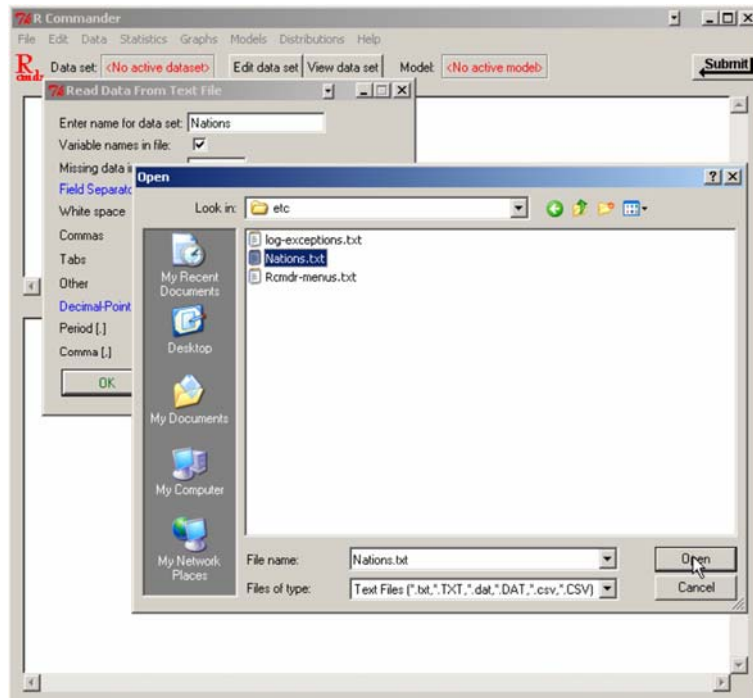 R Commander
File Edit Data Statistics Graphs Models Distributions Help
R cmdr Data set: <No active dataset> Edit data set View data set Model: <No active model> Submit
Read Data From Text File
Enter name for data set: Nations
Variable names in file:
Missing data i
Field Separato
White space
Commas
Tabs
Other
Decimal-Point
Period [.]
Comma [,]
OK
Open
Look in: etc
My Recent Documents
Desktop
My Documents
My Computer
My Network Places
log-exceptions.txt
Nations.txt
Rcmdr-menus.txt
File name: Nations.txt Open
Files of type: Text Files (*.txt,*.TXT,*.dat,*.DAT,*.csv,*.CSV) Cancel